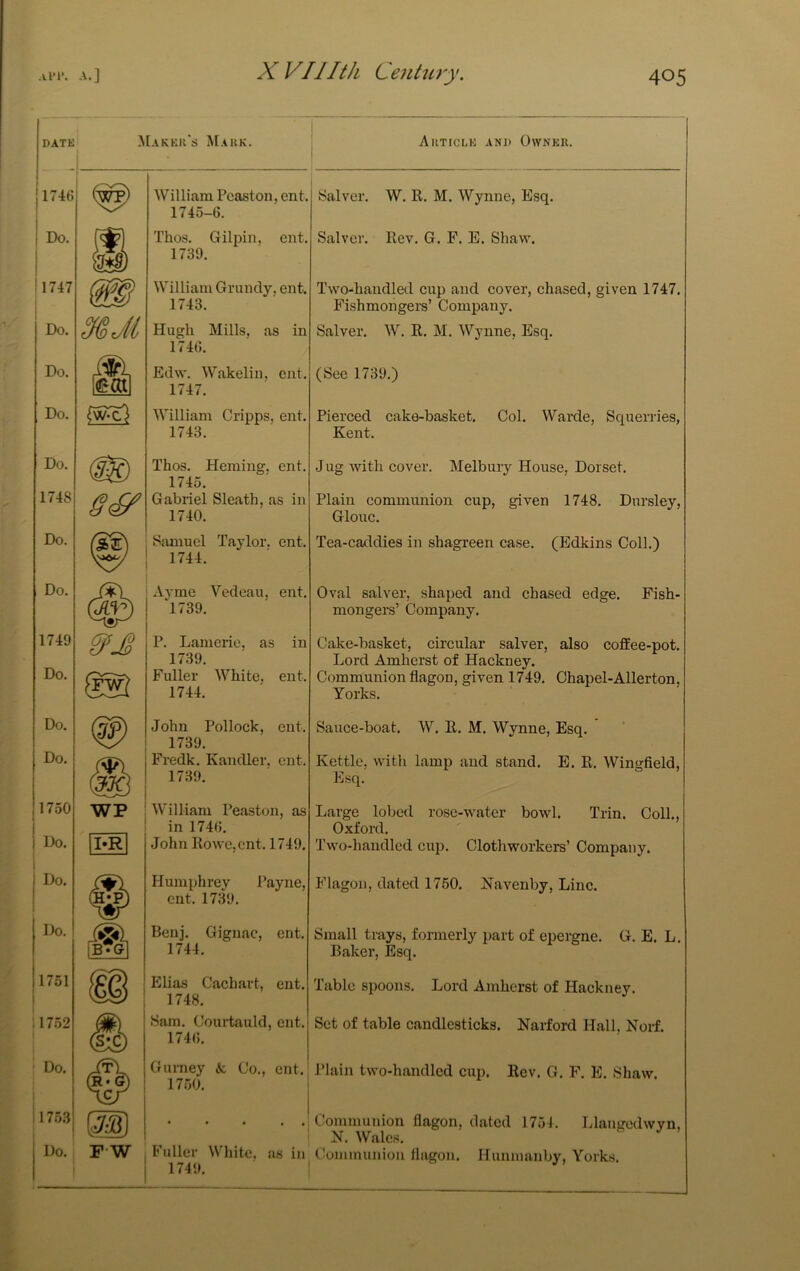 APP. A.] XVIIIth Century. 405
DATE Maker's Mark. Article and Owner.
1746 WP William Peaston, ent. Salver. W. R. M. Wynne, Esq.
1745-6.
Do. Thos. Gilpin, ent. Salver. Rev. G. F. E. Shaw.
1739.
1747 WG William Grundy, ent. Two-handled cup and cover, chased, given 1747.
1743. Fishmongers' Company.
Do. H M Hugh Mills, as in Salver. W. R. M. Wynne, Esq.
1746.
Do. Edw. Wakelin, ent. (See 1739.)
1747.
Do. W·C William Cripps, ent. Pierced cake-basket. Col. Warde, Squerries,
1743. Kent.
Do. TH Thos. Heming, ent. Jug with cover. Melbury House, Dorset.
1745.
1748 GS Gabriel Sleath, as in Plain communion cup, given 1748. Dursley,
1740. Glouc.
Do. ST Samuel Taylor, ent. Tea-caddies in shagreen case. (Edkins Coll.)
1744.
Do. AV Ayme Vedeau, ent. Oval salver, shaped and chased edge. Fish-
1739. mongers' Company.
1749 PL P. Lamerie, as in Cake-basket, circular salver, also coffee-pot.
1739. Lord Amherst of Hackney.
Do. FW Fuller White, ent. Communion flagon, given 1749. Chapel-Allerton,
1744. Yorks.
Do. JP John Pollock, ent. Sauce-boat. W. R. M. Wynne, Esq.
1739.
Do. Fredk. Kandler, ent. Kettle, with lamp and stand. E. R. Wingfield,
1739. Esq.
1750 WP William Peaston, as Large lobed rose-water bowl. Trin. Coll.,
in 1746. Oxford.
Do. I·R John Rowe, ent. 1749. Two-handled cup. Clothworkers' Company.
Do. H·P Humphrey Payne, Flagon, dated 1750. Navenby, Linc.
ent. 1739.
Do. B·G Benj. Gignac, ent. Small trays, formerly part of epergne. G. E. L.
1744. Baker, Esq.
1751 EC Elias Cachart, ent. Table spoons. Lord Amherst of Hackney.
1748.
1752 S·C Sam. Courtauld, ent. Set of table candlesticks. Narford Hall, Norf.
1746.
Do. T R·G C Gurney & Co., ent. Plain two-handled cup. Rev. G. F. E. Shaw.
1750.
1753 . . . . . Communion flagon, dated 1754. Llangedwyn,
N. Wales.
Do. F W Fuller White, as in Communion flagon. Hunmanby, Yorks.
1749.